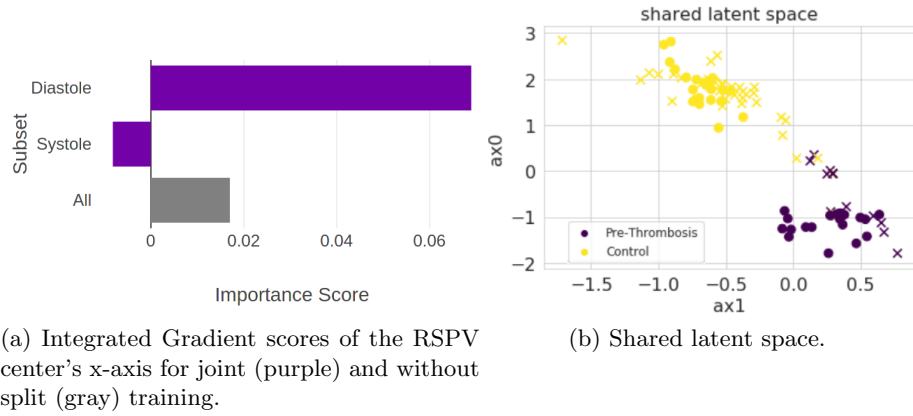 Diastole
Systole
All
Subset
0
0.02
0.04
0.06
Importance Score
(a) Integrated Gradient scores of the RSPV
center's x-axis for joint (purple) and without
split (gray) training.
shared latent space
3
2
1
0
−1
−2
ax0
Pre-Thrombosis
Control
−1.5
−1.0
−0.5
0.0
0.5
ax1
(b) Shared latent space.